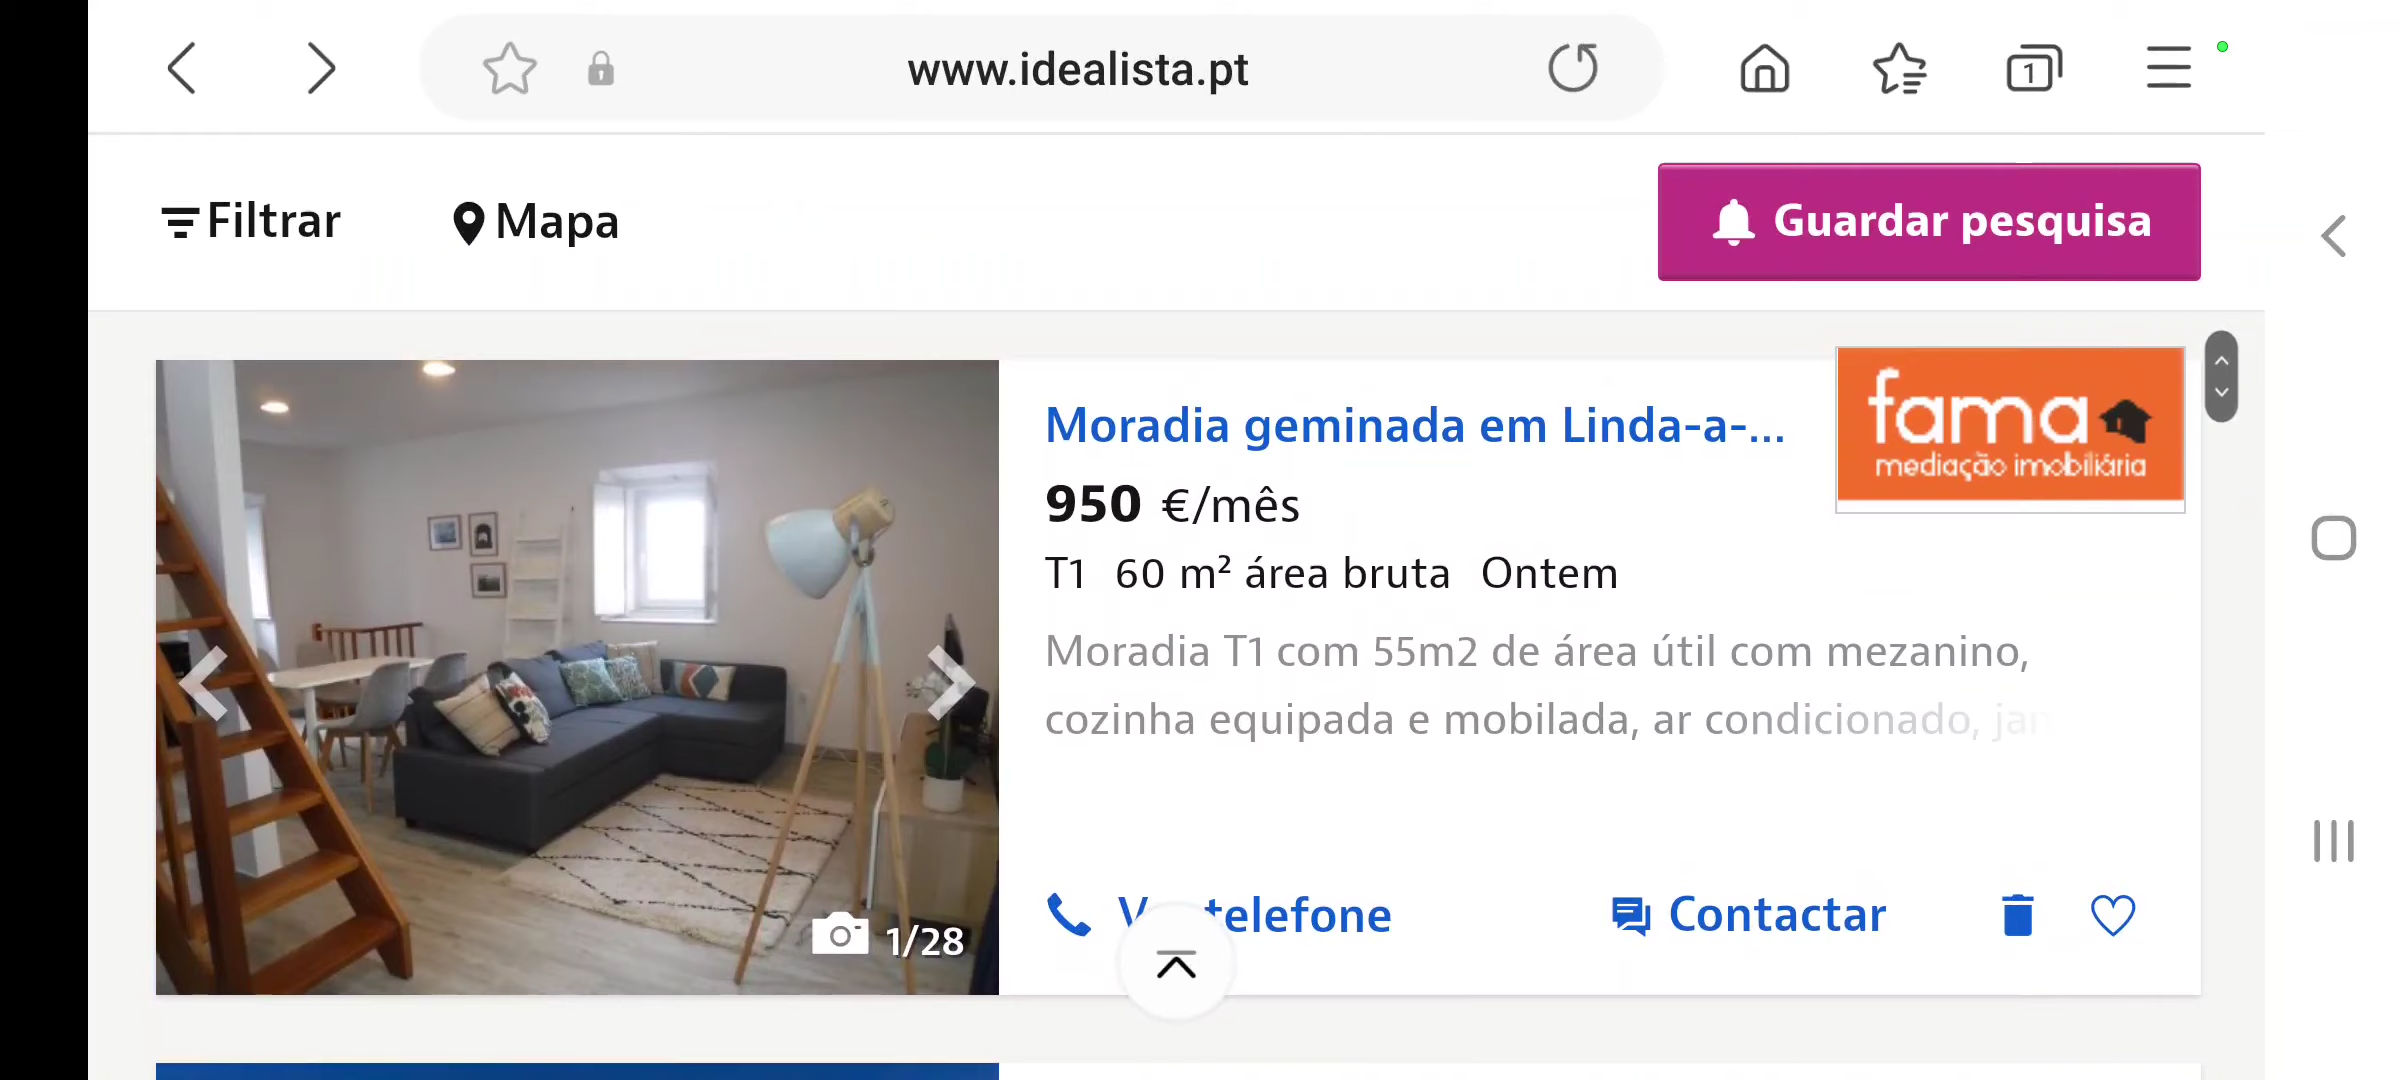 www.idealista.pt
1
Filtrar
Mapa
Guardar pesquisa
Moradia geminada em Linda-a-...
fama
mediação imobiliária
950 €/mês
T1 60 m² área bruta Ontem
Moradia T1 com 55m2 de área útil com mezanino,
cozinha equipada e mobilada, ar condicionado,
telefone
Contactar
1/28